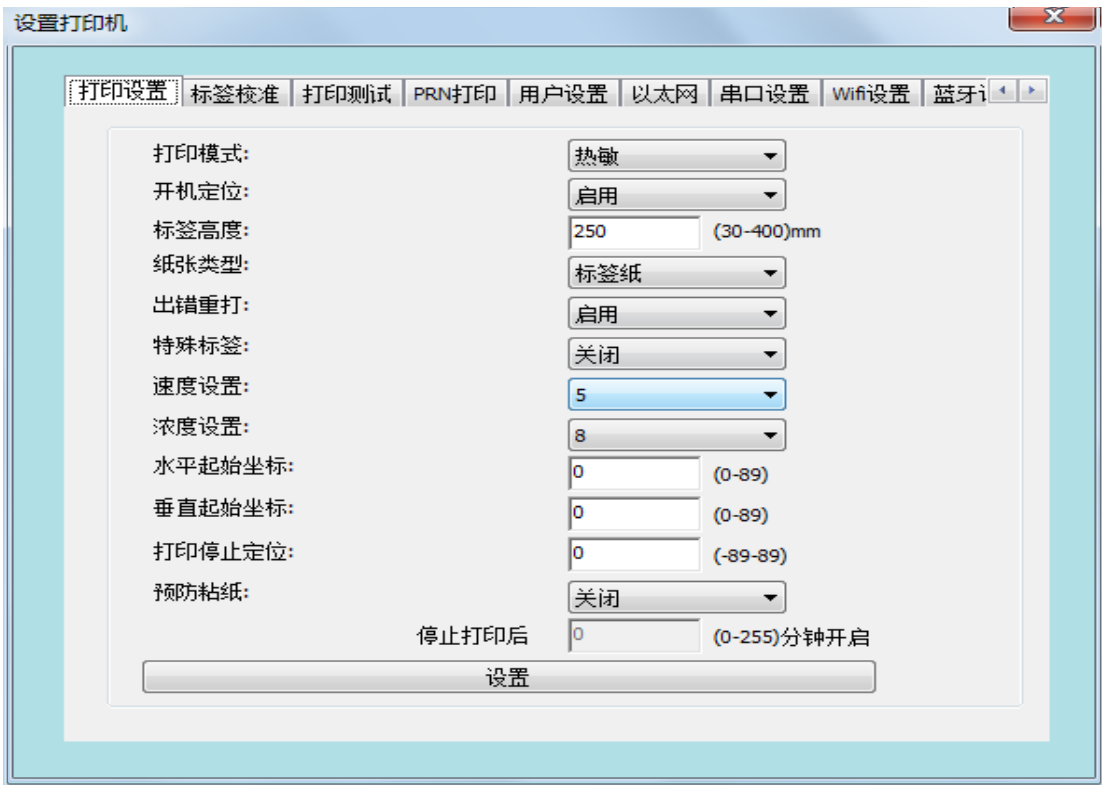 设置打印机
打印设置 标签校准 打印测试 PRN打印 用户设置 以太网 串口设置 Wifi设置 蓝牙
打印模式: 热敏
开机定位: 启用
标签高度: 250 (30-400)mm
纸张类型: 标签纸
出错重打: 启用
特殊标签: 关闭
速度设置: 5
浓度设置: 8
水平起始坐标: 0 (0-89)
垂直起始坐标: 0 (0-89)
打印停止定位: 0 (-89-89)
预防粘纸: 关闭
停止打印后 0 (0-255)分钟开启
设置